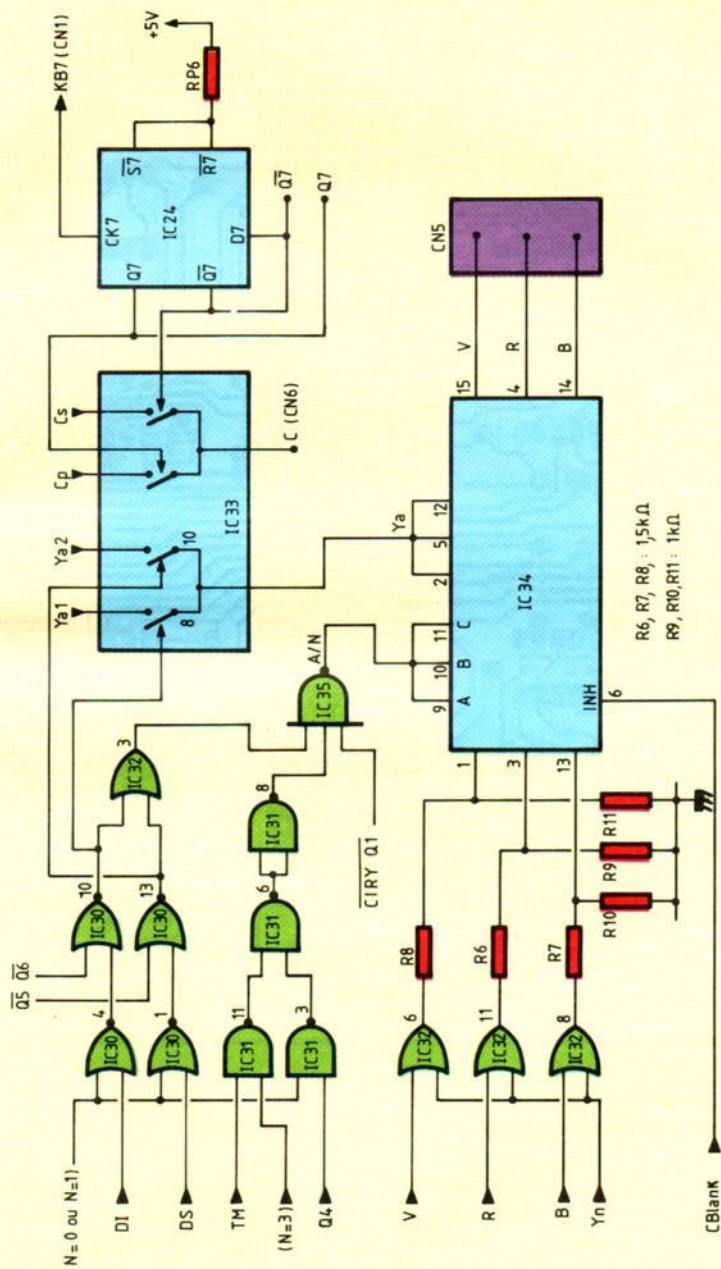 KB7 (CN1)
+5V
RP6
CK7
S7
R7
IC24
Q7
Q7
D7
Q7
Q7
Cs
Cp
Ya2
Ya1
10
8
IC33
C (CN6)
Q6
Q5
N=0 ou N=1)
DI
DS
TM
(N=3)
Q4
4
IC30
1
IC30
10
IC30
13
IC30
3
IC32
11
IC31
3
IC31
6
IC31
8
IC31
IC35
A/N
CIRY Q1
Ya
9
10
11
2
5
12
A
B
C
IC34
INH
6
1
3
13
15
4
14
V
R
B
CN5
V
R
B
Yn
6
IC32
11
IC32
8
IC32
R8
R6
R7
R10
R9
R11
CBlanK
R6, R7, R8, : 1,5kΩ
R9, R10, R11 : 1kΩ